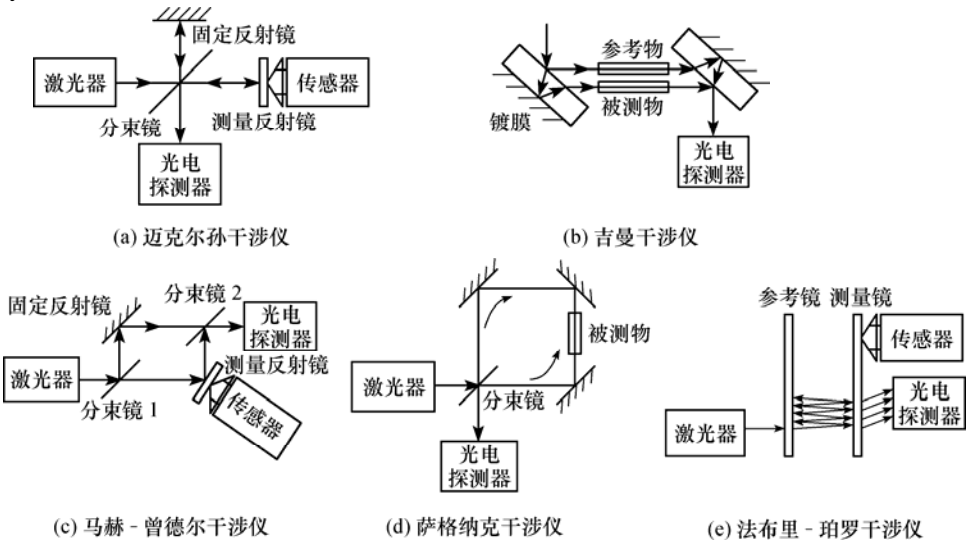 固定反射镜
激光器
传感器
分束镜
测量反射镜
光电
探测器
(a) 迈克尔孙干涉仪
参考物
被测物
镀膜
光电
探测器
(b) 吉曼干涉仪
固定反射镜
分束镜 2
光电
探测器
测量反射镜
激光器
分束镜 1
传感器
(c) 马赫 - 曾德尔干涉仪
被测物
激光器
分束镜
光电
探测器
(d) 萨格纳克干涉仪
参考镜 测量镜
传感器
光电
探测器
激光器
(e) 法布里 - 珀罗干涉仪